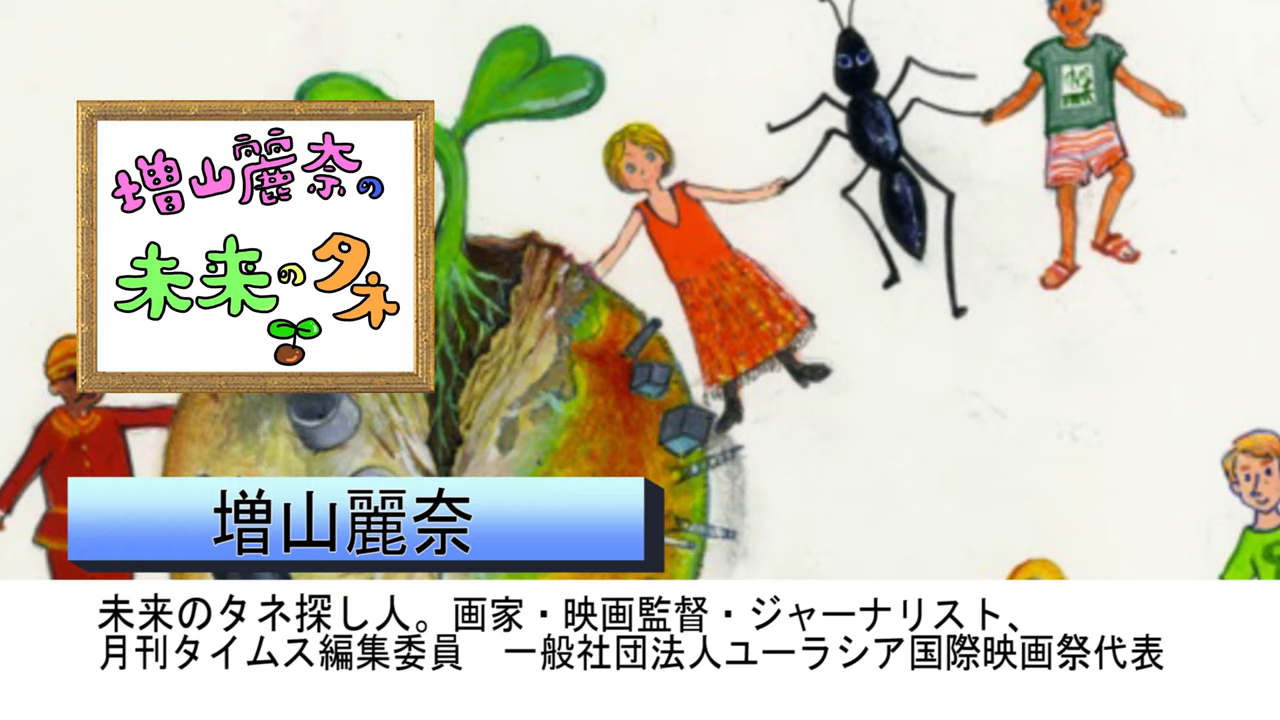 増山麗奈の
未来のタネ
増山麗奈
未来のタネ探し人。画家・映画監督・ジャーナリスト、
月刊タイムス編集委員　一般社団法人ユーラシア国際映画祭代表